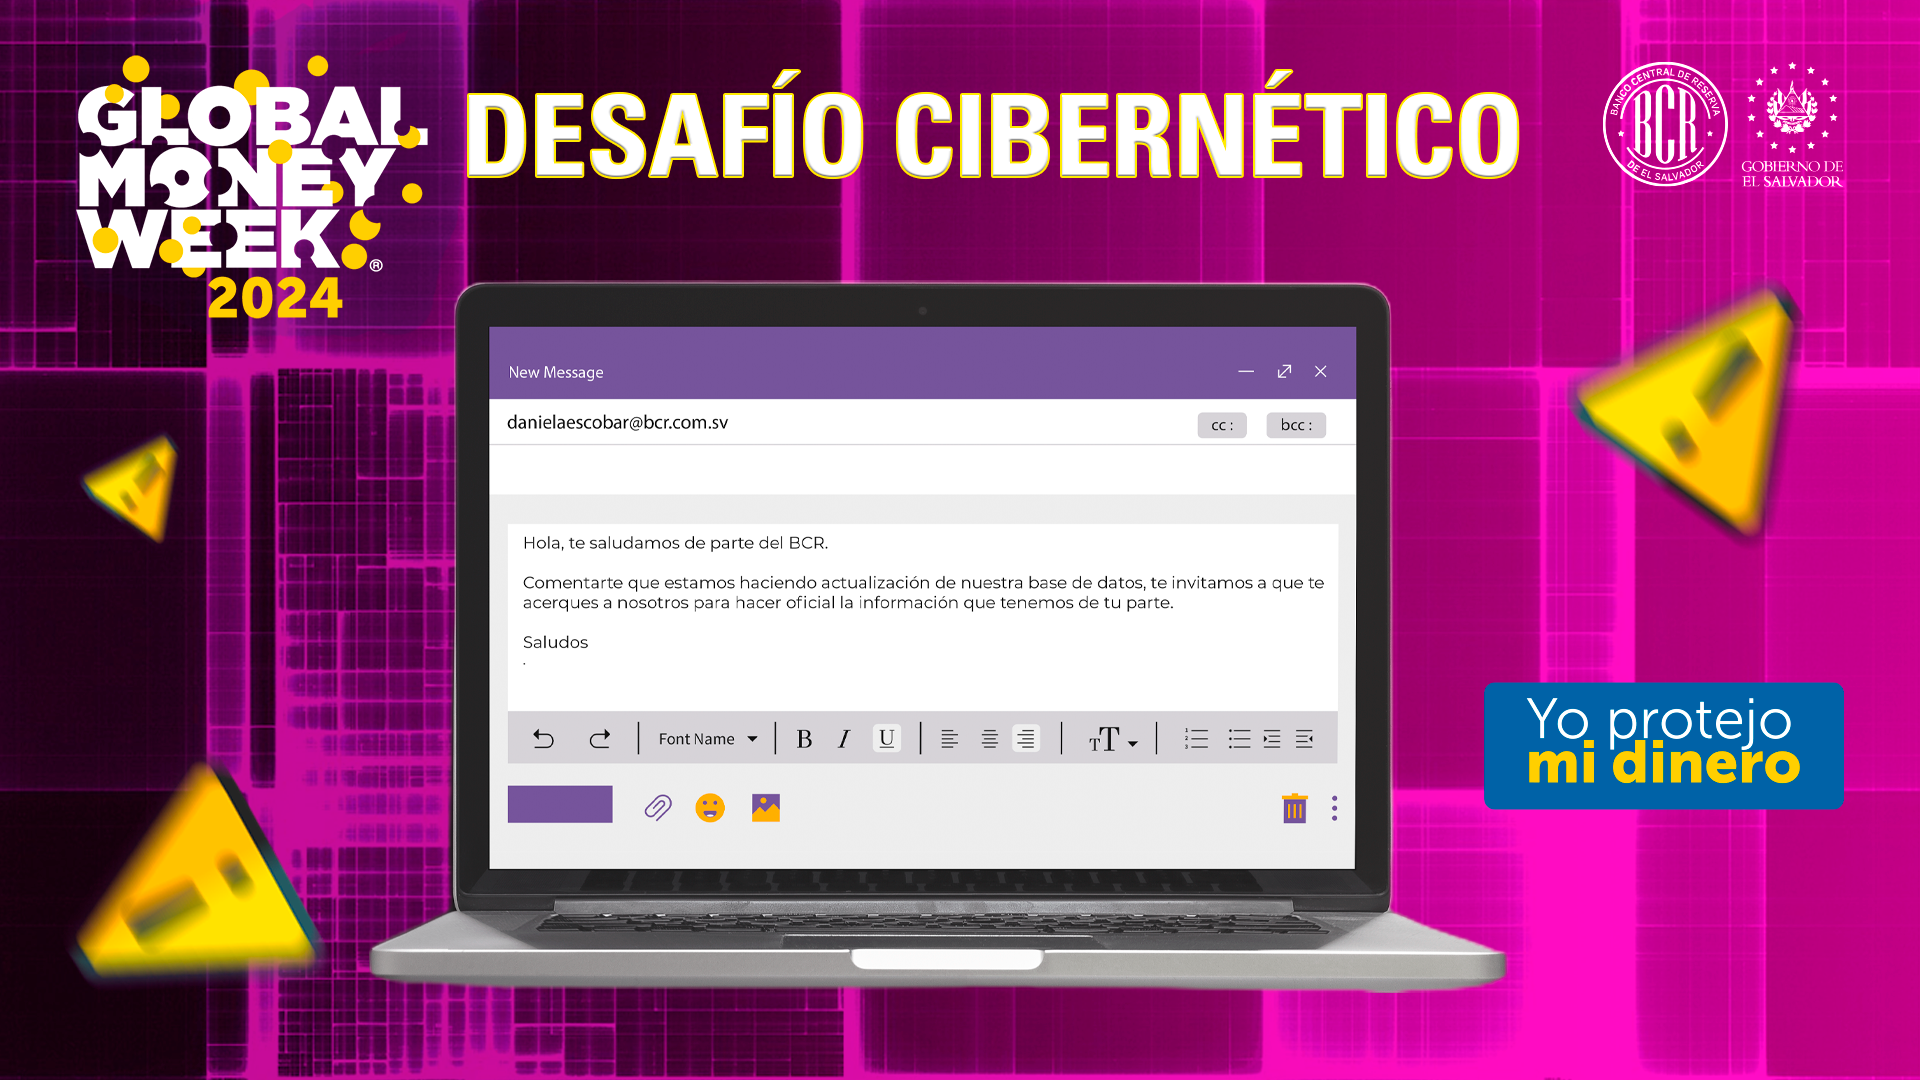 GLOBAL
MONEY
WEEK®
2024
DESAFÍO CIBERNÉTICO
BANCO CENTRAL DE RESERVA
BCR
DE EL SALVADOR
GOBIERNO DE
EL SALVADOR
New Message
danielaescobar@bcr.com.sv
cc :
bcc :
Hola, te saludamos de parte del BCR.
Comentarte que estamos haciendo actualización de nuestra base de datos, te invitamos a que te
acerques a nosotros para hacer oficial la información que tenemos de tu parte.
Saludos
.
Font Name
B I U
TT
Yo protejo
mi dinero